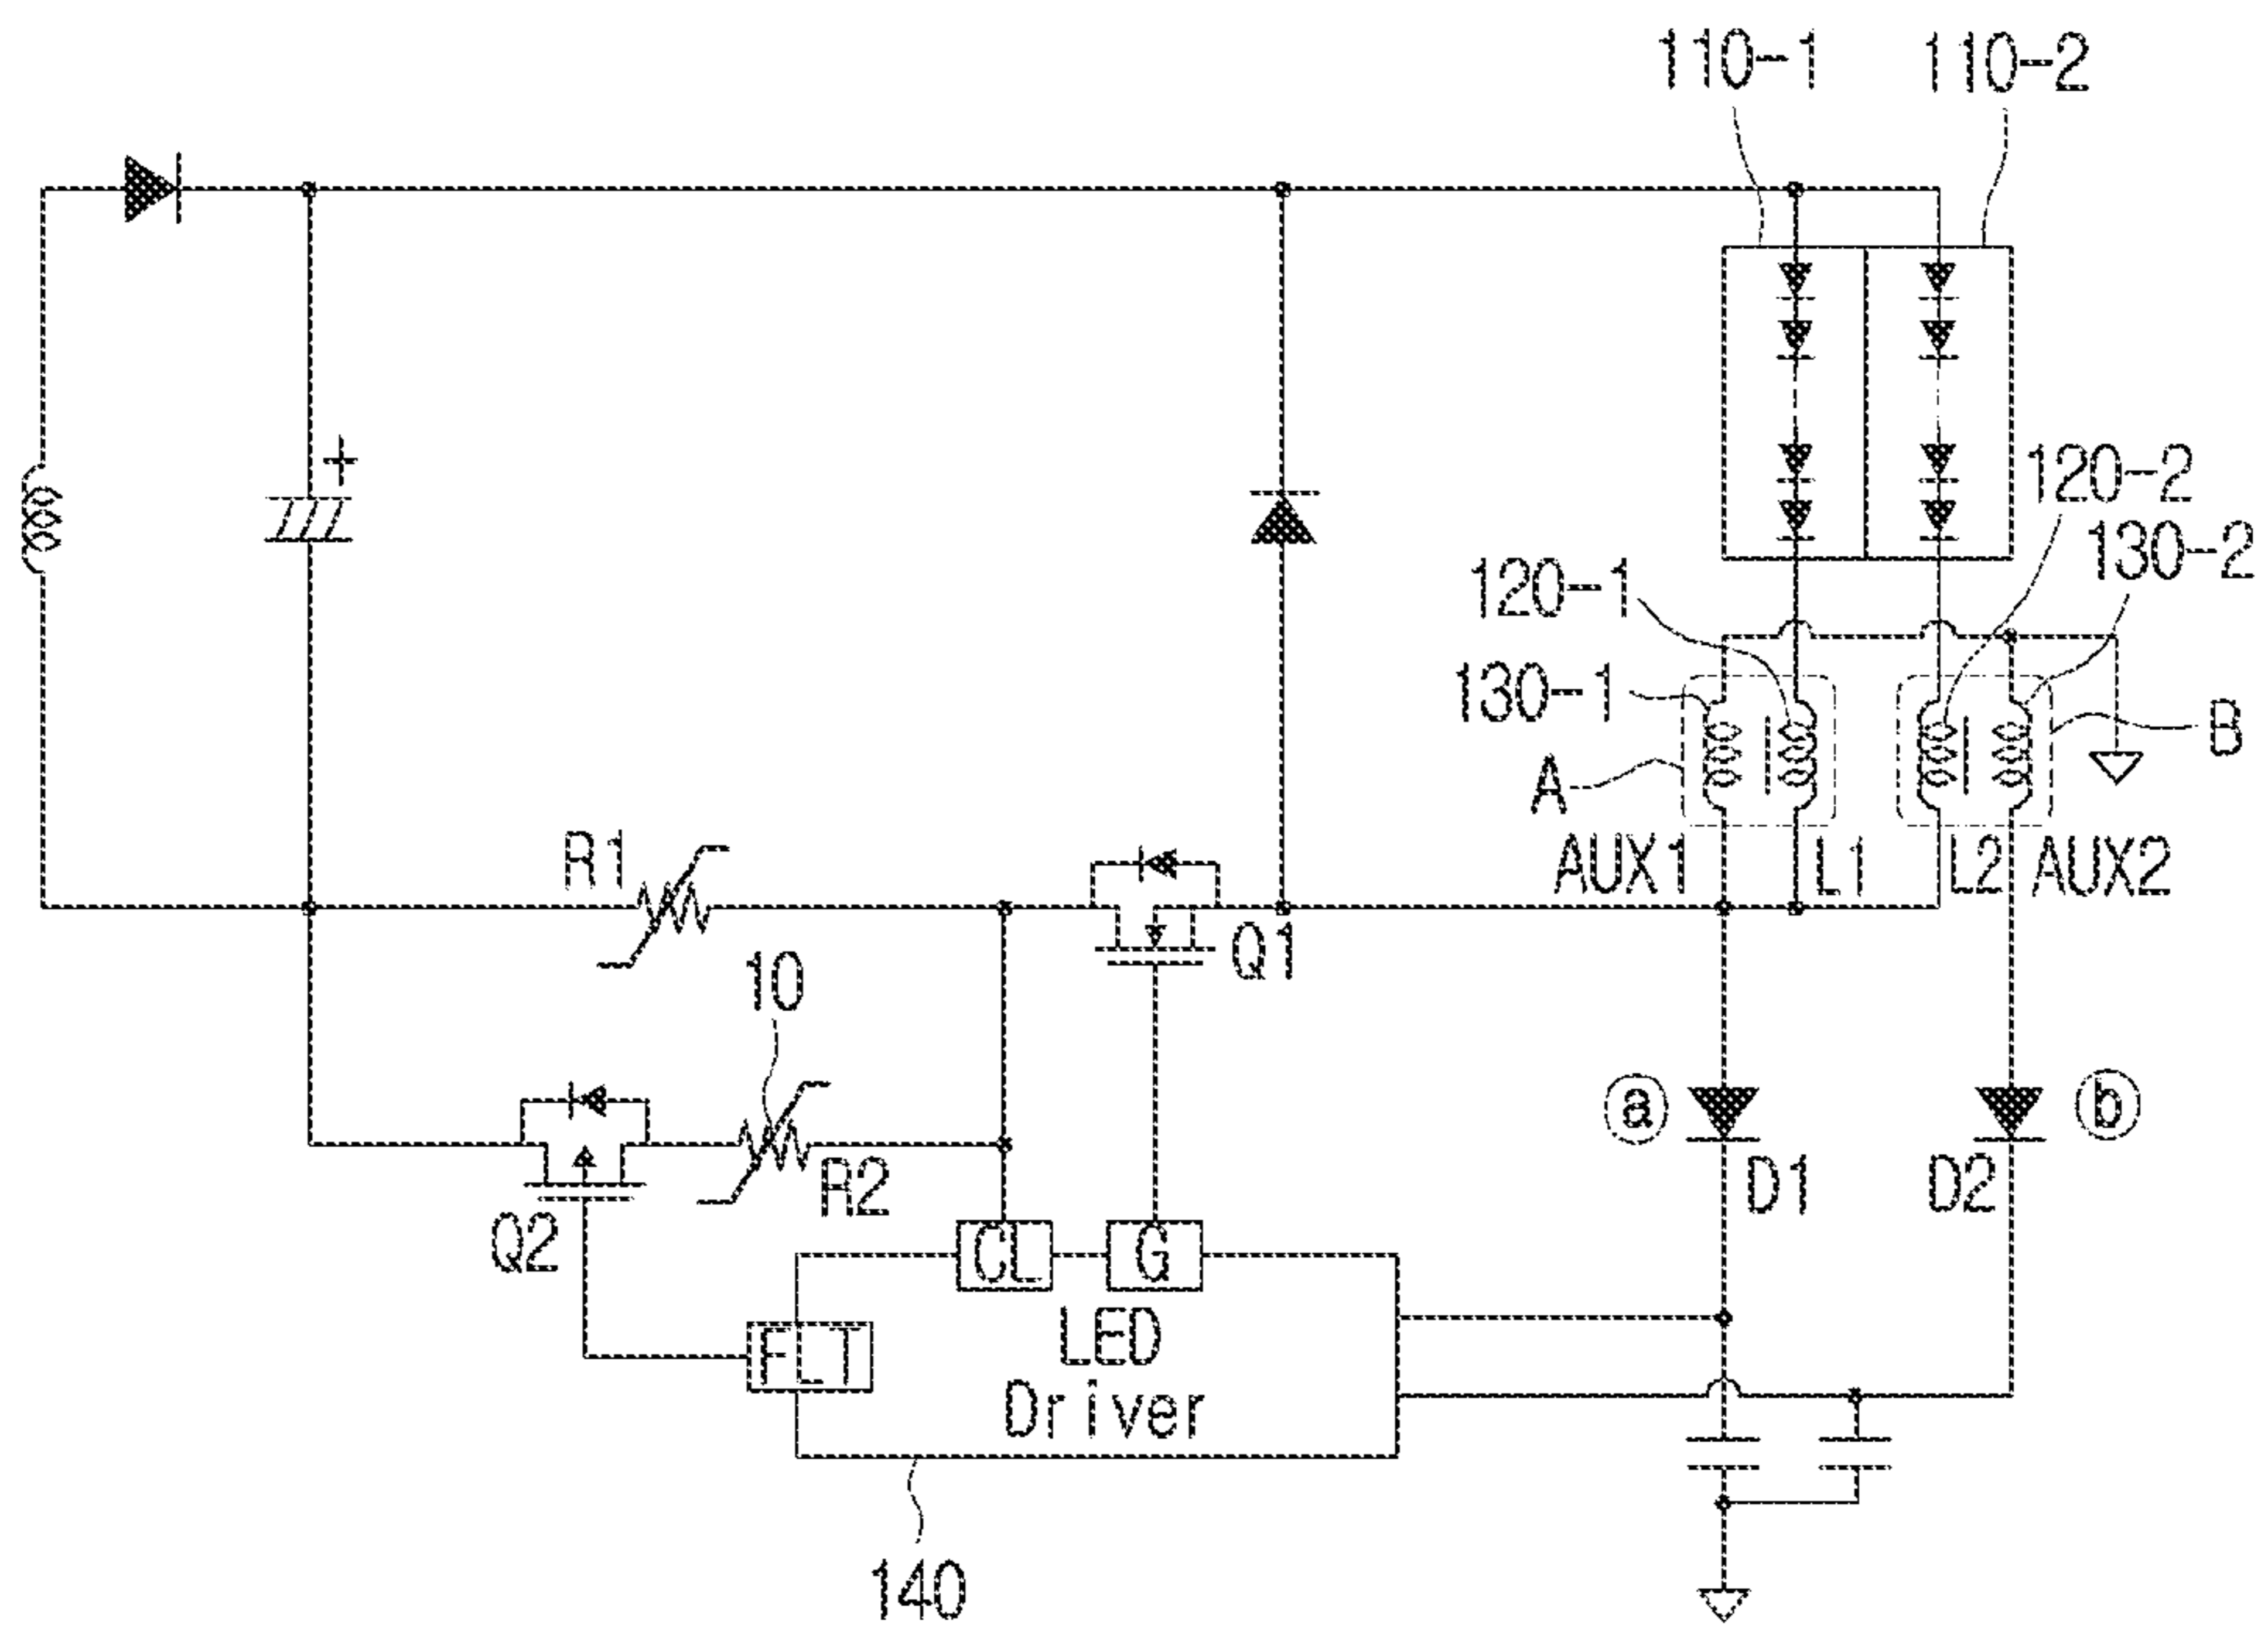 110-1 110-2
+
120-2
130-2
120-1
130-1
A
B
AUX1 L1 L2 AUX2
R1
Q1
10
ⓐ ⓑ
D1 D2
R2
Q2
CL G
LED
FLT
Driver
140